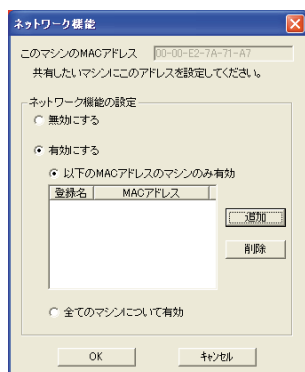 ネットワーク機能
このマシンのMACアドレス 00-00-E2-7A-71-A7
共有したいマシンにこのアドレスを設定してください。
ネットワーク機能の設定
無効にする
有効にする
以下のMACアドレスのマシンのみ有効
登録名 MACアドレス
追加
削除
全てのマシンについて有効
OK キャンセル